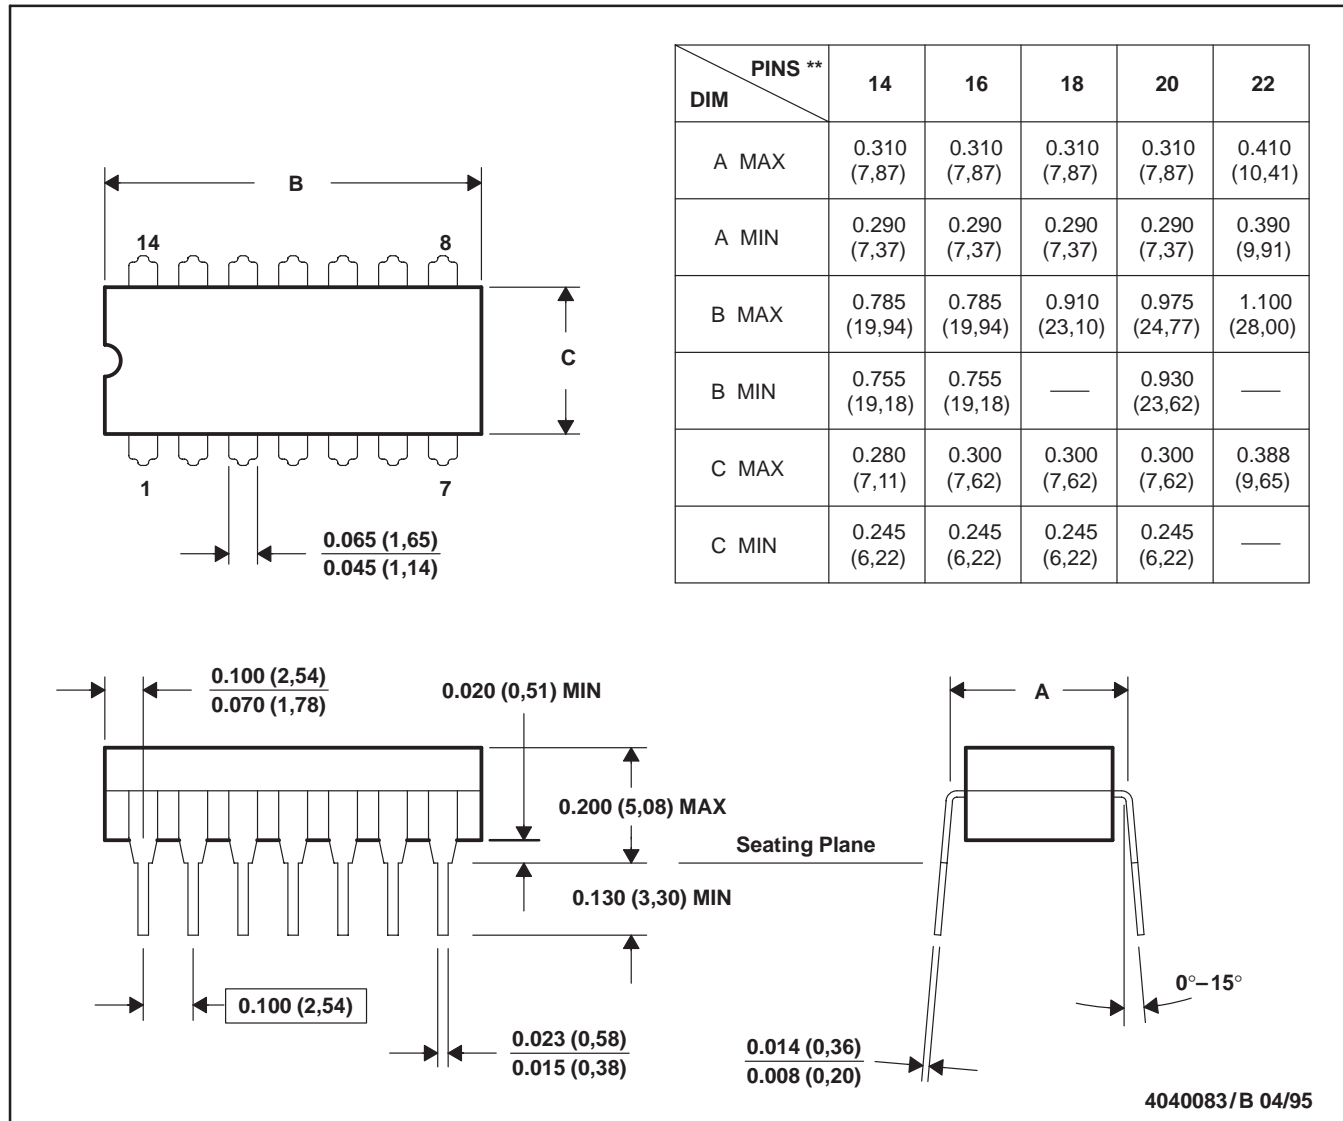 PINS **
DIM
14 16 18 20 22
A MAX
0.310 0.310 0.310 0.310 0.410
(7,87) (7,87) (7,87) (7,87) (10,41)
A MIN
0.290 0.290 0.290 0.290 0.390
(7,37) (7,37) (7,37) (7,37) (9,91)
B MAX
0.785 0.785 0.910 0.975 1.100
(19,94) (19,94) (23,10) (24,77) (28,00)
B MIN
0.755 0.755 — 0.930 —
(19,18) (19,18) (23,62)
C MAX
0.280 0.300 0.300 0.300 0.388
(7,11) (7,62) (7,62) (7,62) (9,65)
C MIN
0.245 0.245 0.245 0.245 —
(6,22) (6,22) (6,22) (6,22)
B
14
8
C
1
7
0.065 (1,65)
0.045 (1,14)
0.100 (2,54)
0.070 (1,78)
0.020 (0,51) MIN
A
0.200 (5,08) MAX
Seating Plane
0.130 (3,30) MIN
0.100 (2,54)
0°–15°
0.023 (0,58)
0.015 (0,38)
0.014 (0,36)
0.008 (0,20)
4040083/B 04/95